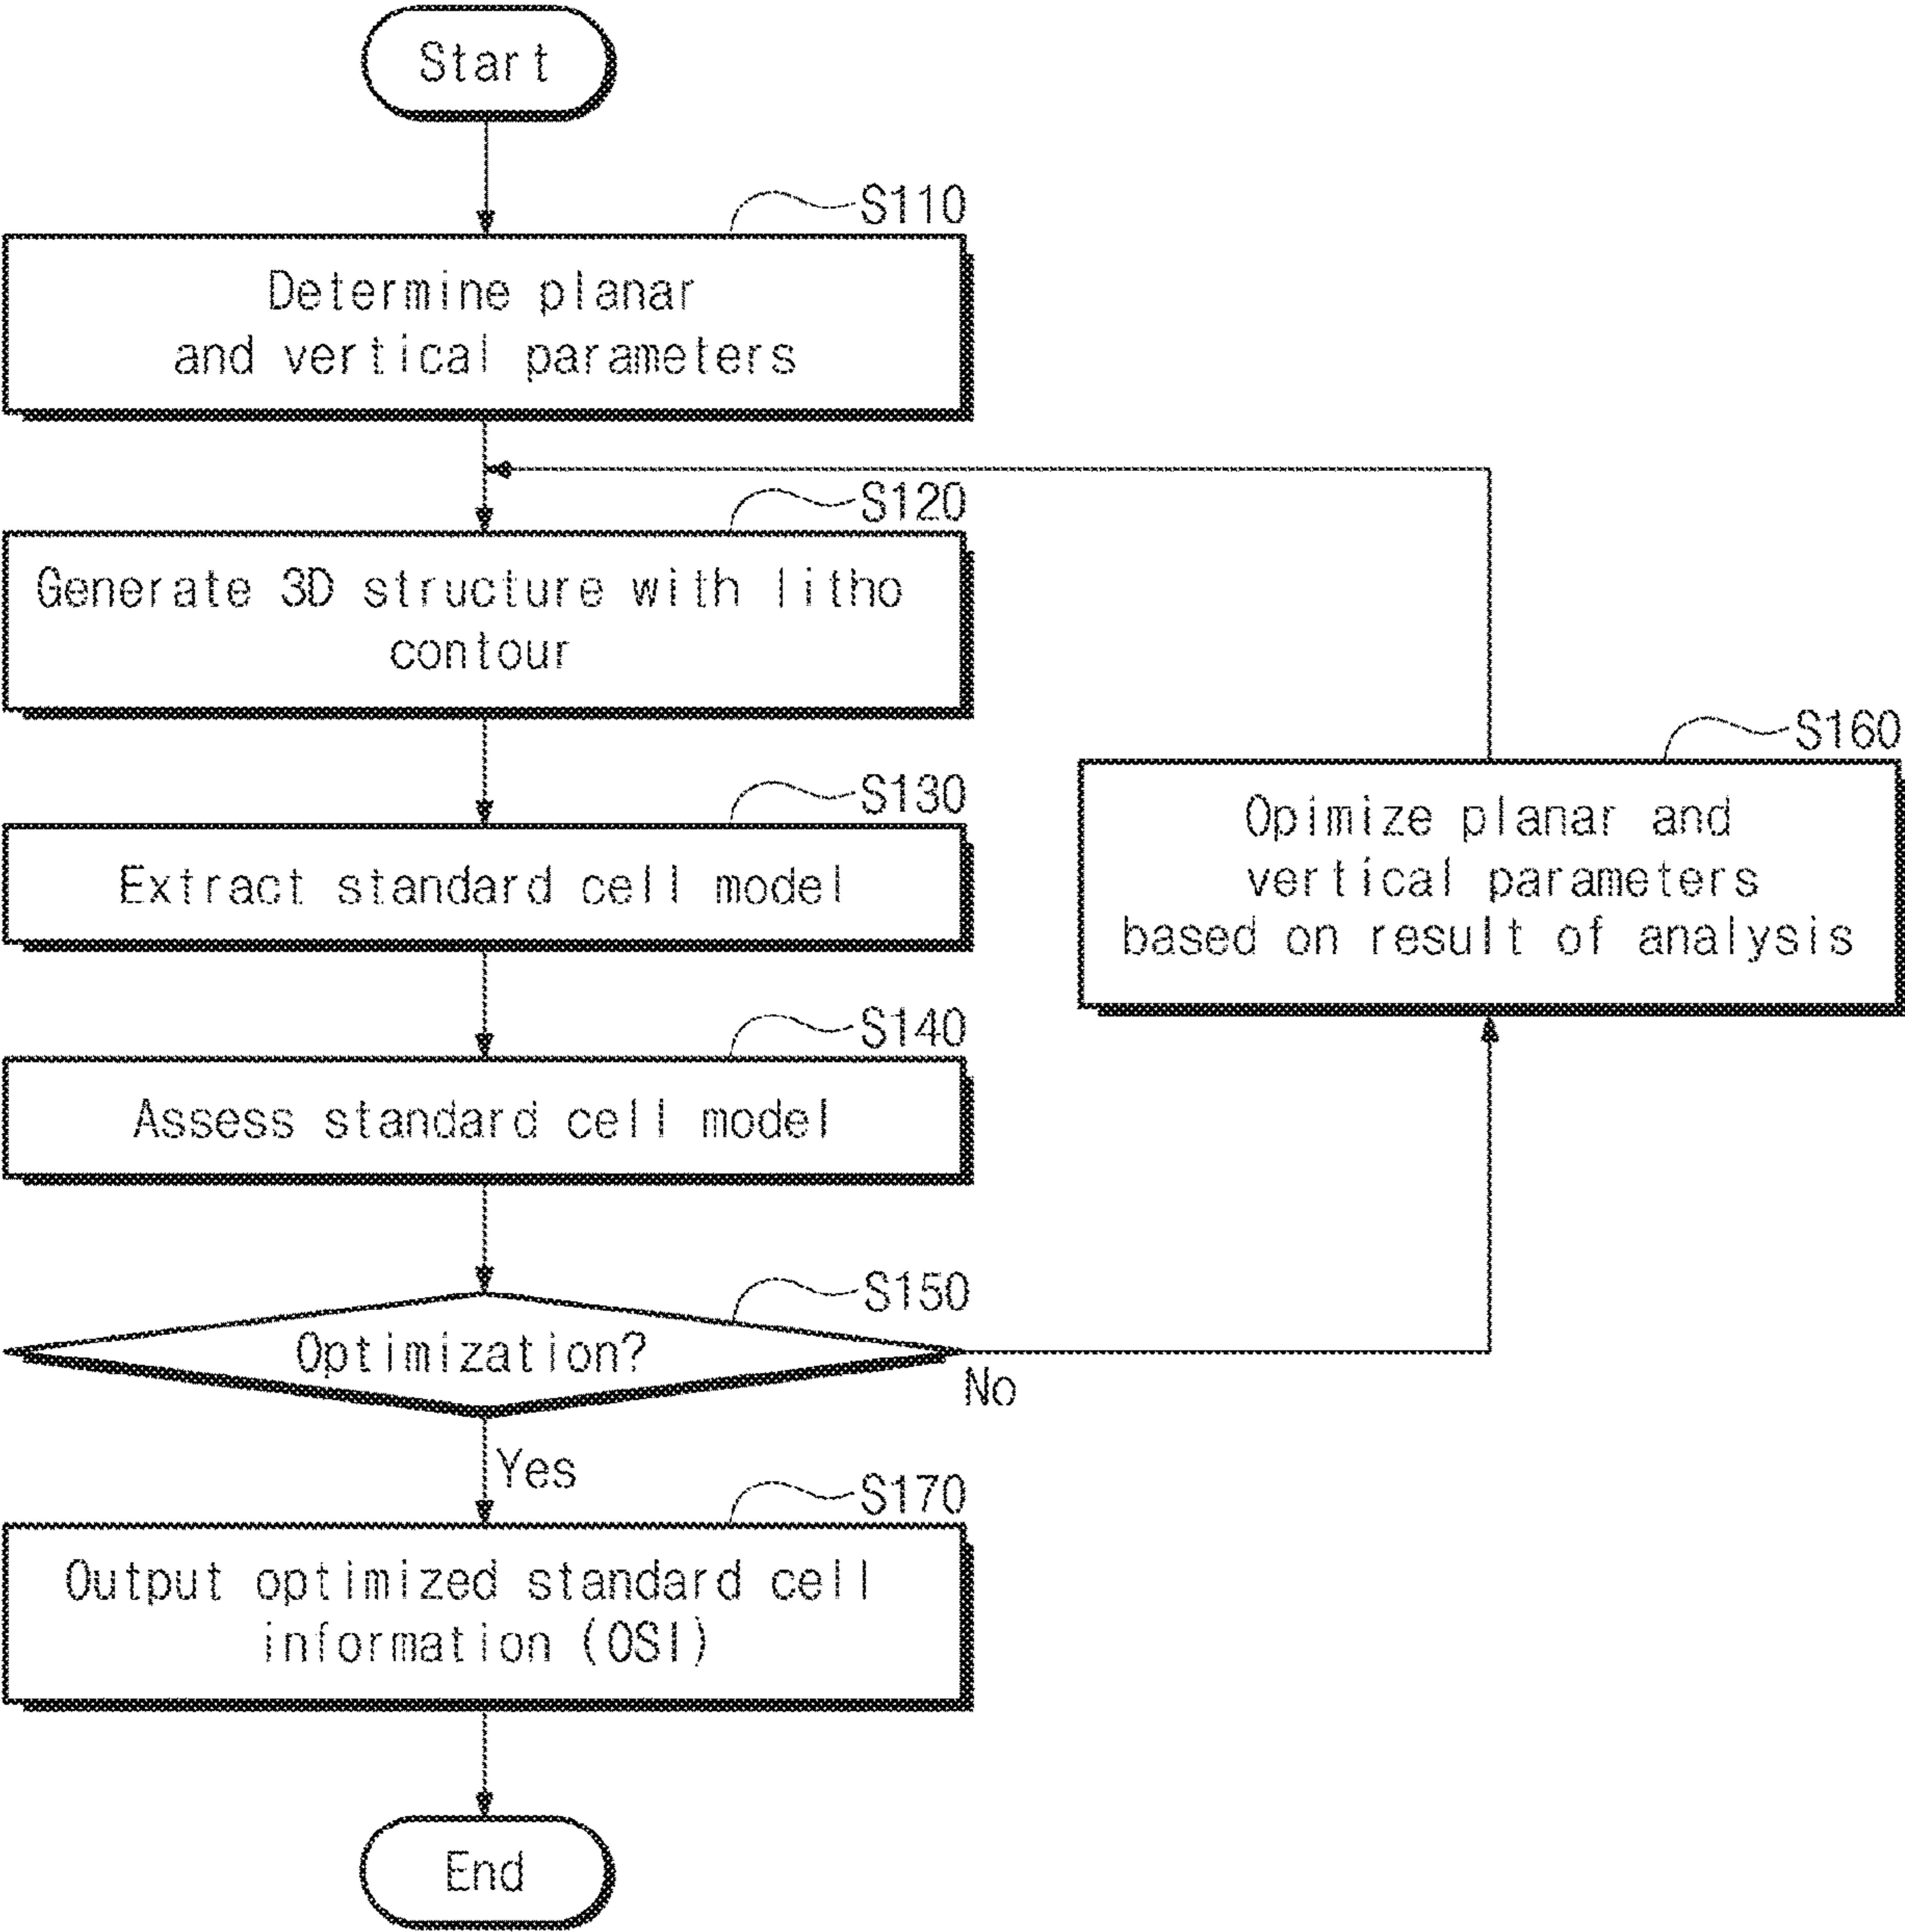 Start
S110
Determine planar
and vertical parameters
S120
Generate 3D structure with litho
contour
S130
Extract standard cell model
S140
Assess standard cell model
S150
Optimization?
No
S160
Opimize planar and
vertical parameters
based on result of analysis
Yes
S170
Output optimized standard cell
information (OSI)
End